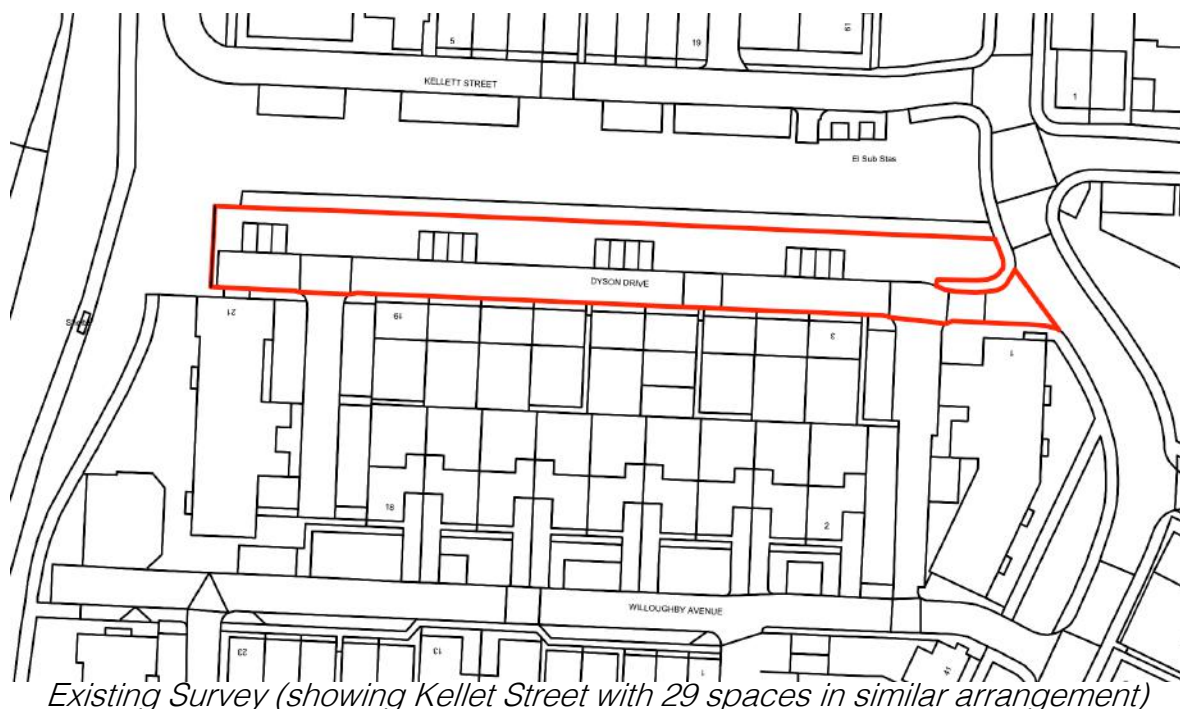 5
19
19
1
KELLETT STREET
El Sub Stas
DYSON DRIVE
21
19
3
1
18
2
WILLOUGHBY AVENUE
23
13
1
41
Existing Survey (showing Kellet Street with 29 spaces in similar arrangement)